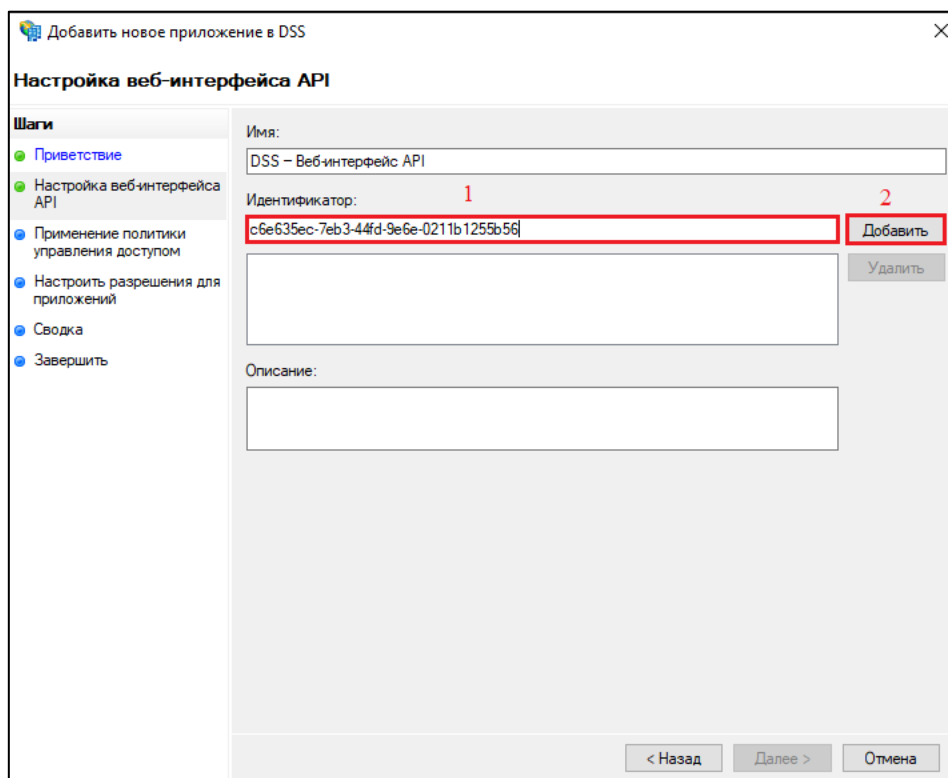 Добавить новое приложение в DSS
Настройка веб-интерфейса API
Шаги
Приветствие
Настройка веб-интерфейса
API
Применение политики
управления доступом
Настроить разрешения для
приложений
Сводка
Завершить
Имя:
DSS – Веб-интерфейс API
Идентификатор:
1
2
c6e635ec-7eb3-44fd-9e6e-0211b1255b56
Добавить
Удалить
Описание:
< Назад
Далее >
Отмена